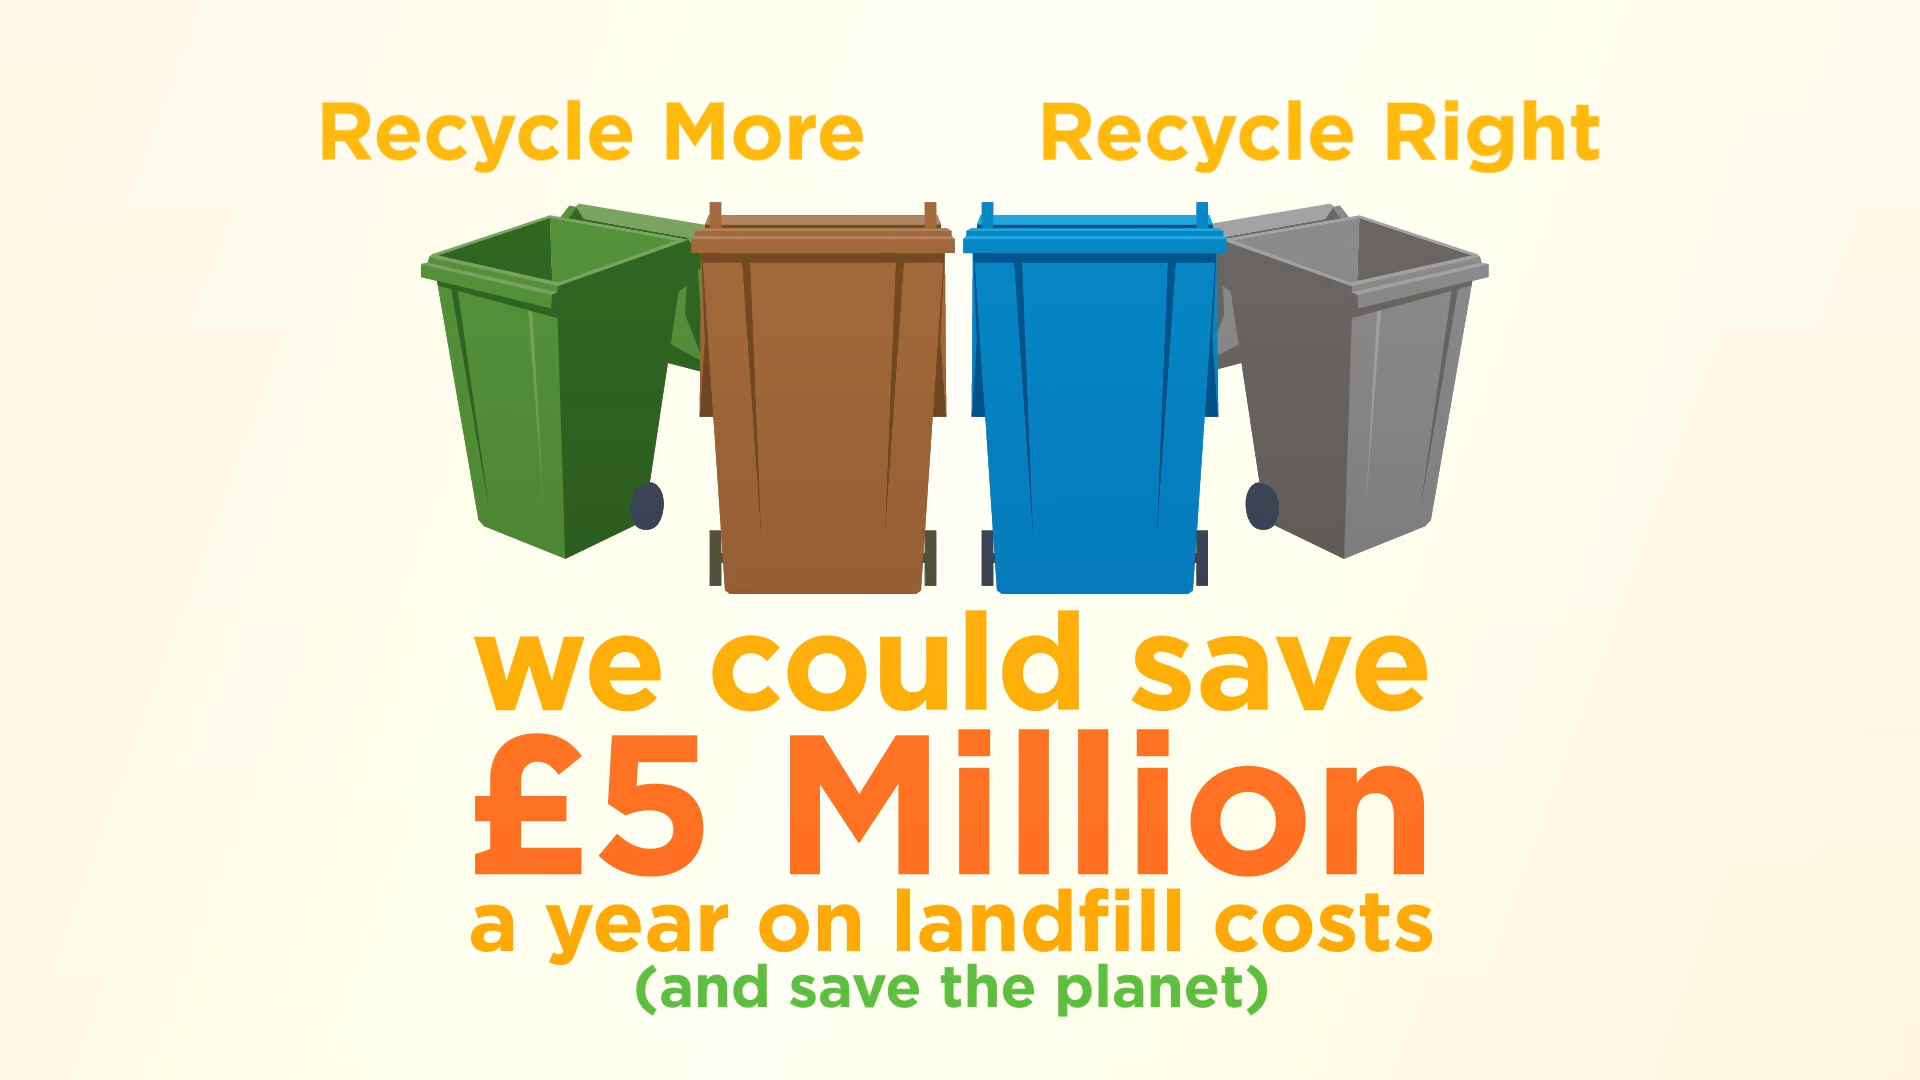 Recycle More
Recycle Right
we could save
£5 Million
a year on landfill costs
(and save the planet)